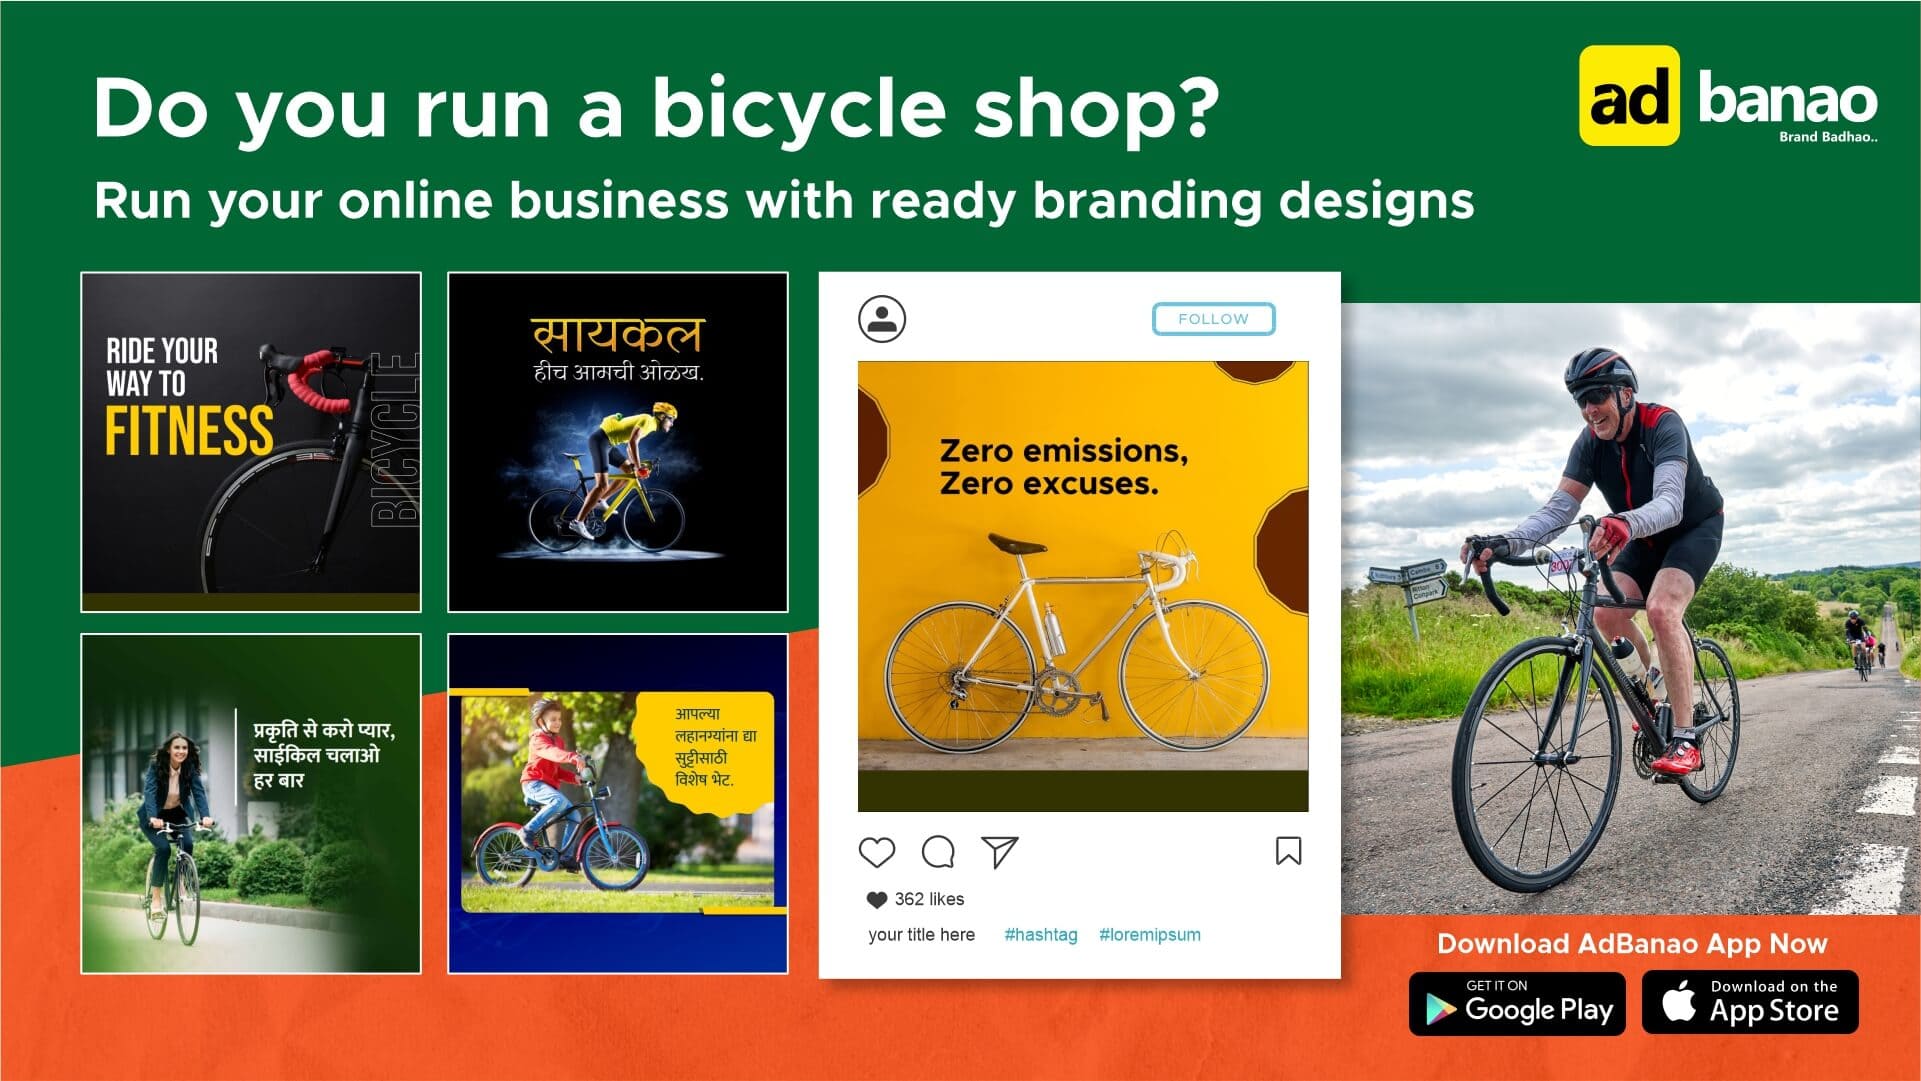 Do you run a bicycle shop?
Run your online business with ready branding designs
ad banao
Brand Badhao..
RIDE YOUR
WAY TO
FITNESS
BICYCLE
सायकल
हीच आमची ओळख.
प्रकृति से करो प्यार,
साईकिल चलाओ
हर बार
आपल्या
लहानग्यांना द्या
सुट्टीसाठी
विशेष भेट.
FOLLOW
Zero emissions,
Zero excuses.
362 likes
your title here #hashtag #loremipsum
Download AdBanao App Now
GET IT ON
Google Play
Download on the
App Store